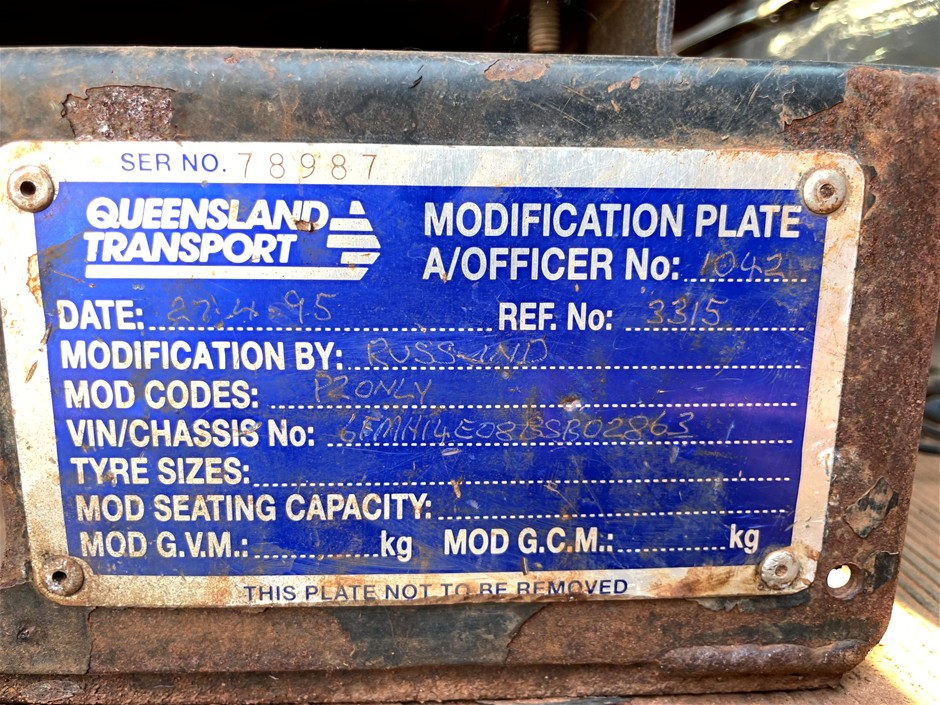 SER NO. 78987
QUEENSLAND TRANSPORT
MODIFICATION PLATE
A/OFFICER No: 1042
DATE: 27.4.95 REF. No: 3315
MODIFICATION BY: RUSSLAND
MOD CODES: P2ONLY
VIN/CHASSIS No:
TYRE SIZES:
MOD SEATING CAPACITY:
MOD G.V.M.: kg MOD G.C.M.: kg
THIS PLATE NOT TO BE REMOVED